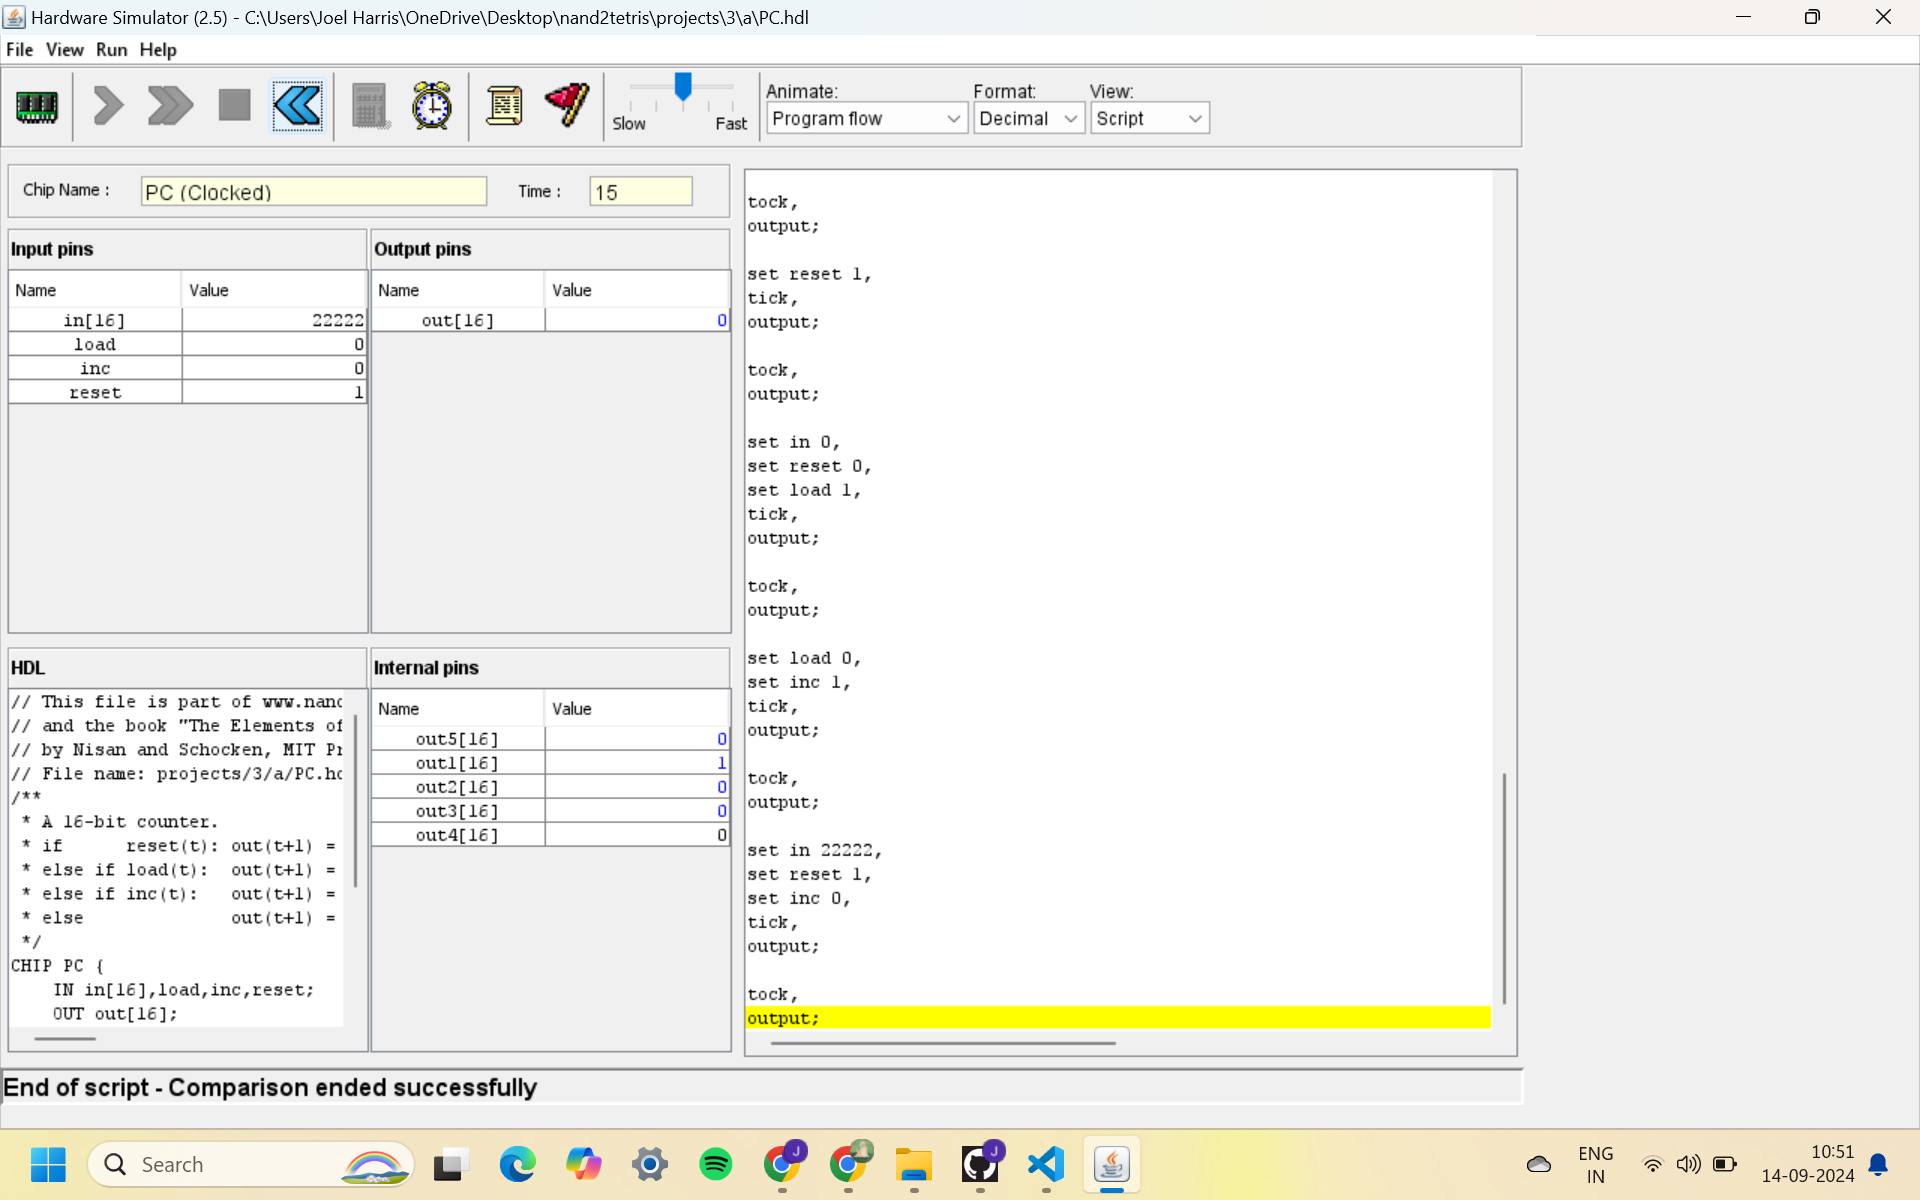 Hardware Simulator (2.5) - C:\Users\Joel Harris\OneDrive\Desktop\nand2tetris\projects\3\a\PC.hdl
File View Run Help
Slow Fast
Animate:
Program flow
Format:
Decimal
View:
Script
Chip Name :
PC (Clocked)
Time :
15
Input pins
Name Value
in[16] 22222
load 0
inc 0
reset 1
Output pins
Name Value
out[16] 0
HDL
// This file is part of www.nand
// and the book "The Elements of
// by Nisan and Schocken, MIT Pr
// File name: projects/3/a/PC.hd
/**
* A 16-bit counter.
* if reset(t): out(t+1) =
* else if load(t): out(t+1) =
* else if inc(t): out(t+1) =
* else out(t+1) =
*/
CHIP PC {
IN in[16],load,inc,reset;
OUT out[16];
Internal pins
Name Value
out5[16] 0
out1[16] 1
out2[16] 0
out3[16] 0
out4[16] 0
tock,
output;
set reset 1,
tick,
output;
tock,
output;
set in 0,
set reset 0,
set load 1,
tick,
output;
tock,
output;
set load 0,
set inc 1,
tick,
output;
tock,
output;
set in 22222,
set reset 1,
set inc 0,
tick,
output;
tock,
output;
End of script - Comparison ended successfully
Search
J
J
ENG
IN
10:51
14-09-2024